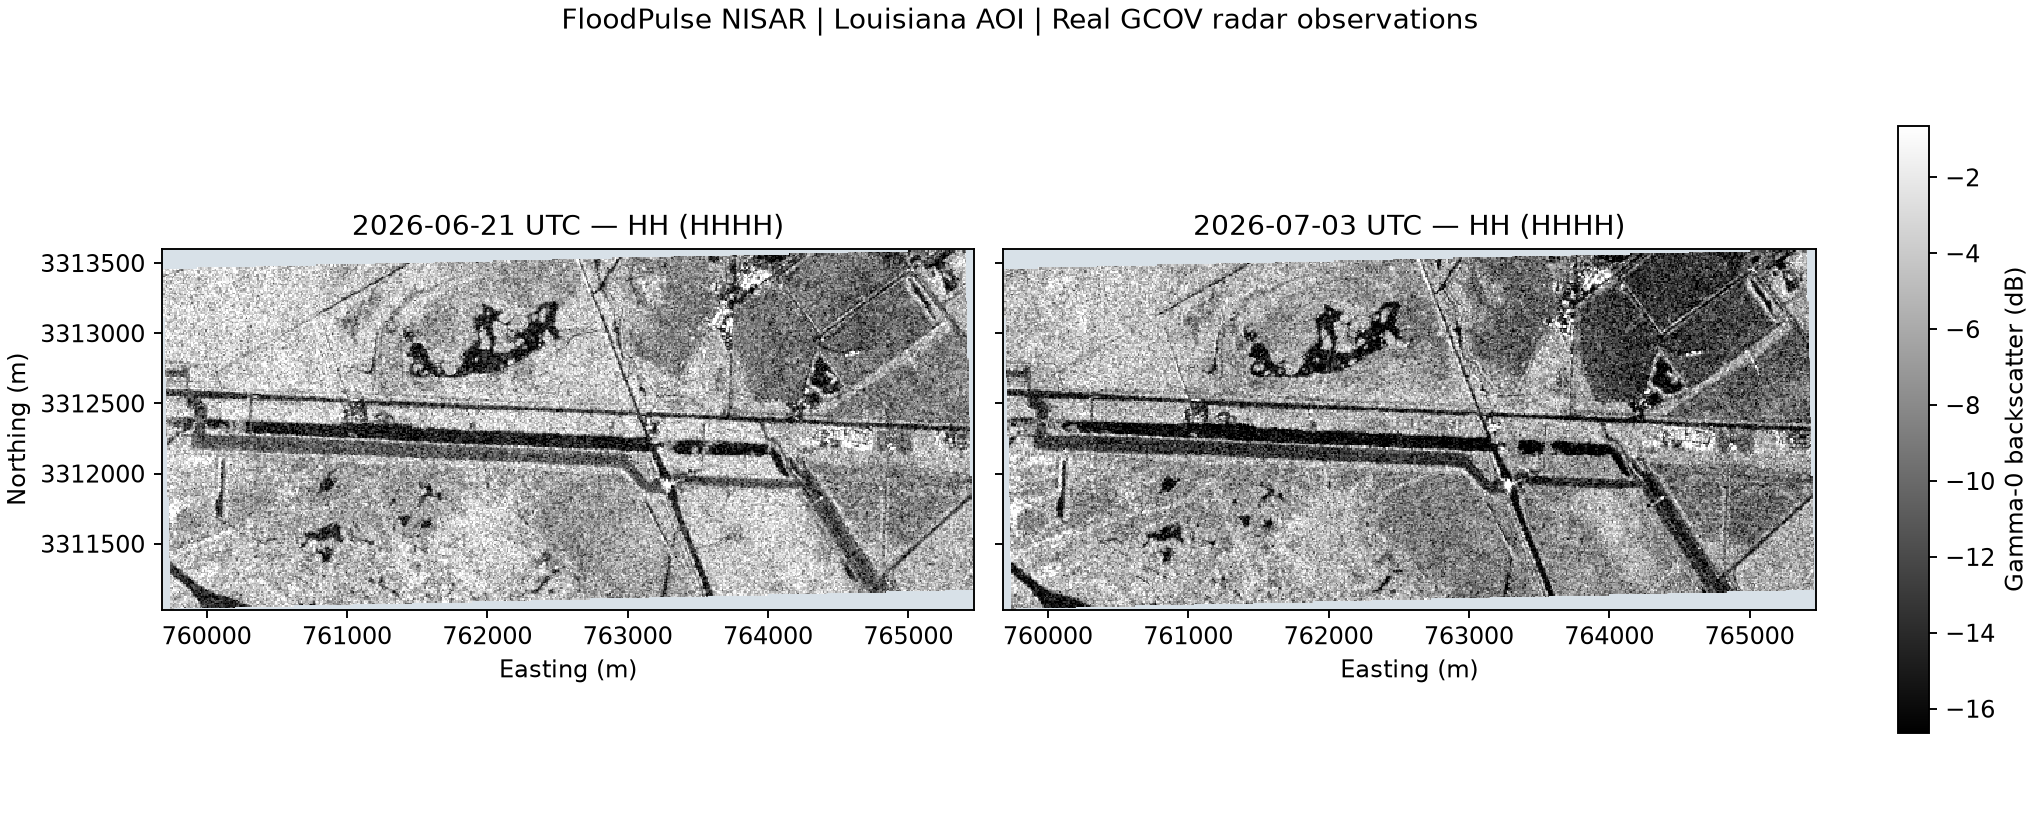 FloodPulse NISAR | Louisiana AOI | Real GCOV radar observations
2026-06-21 UTC — HH (HHHH)
2026-07-03 UTC — HH (HHHH)
Northing (m)
3313500
3313000
3312500
3312000
3311500
760000 761000 762000 763000 764000 765000
Easting (m)
760000 761000 762000 763000 764000 765000
Easting (m)
−2
−4
−6
−8
−10
−12
−14
−16
Gamma-0 backscatter (dB)